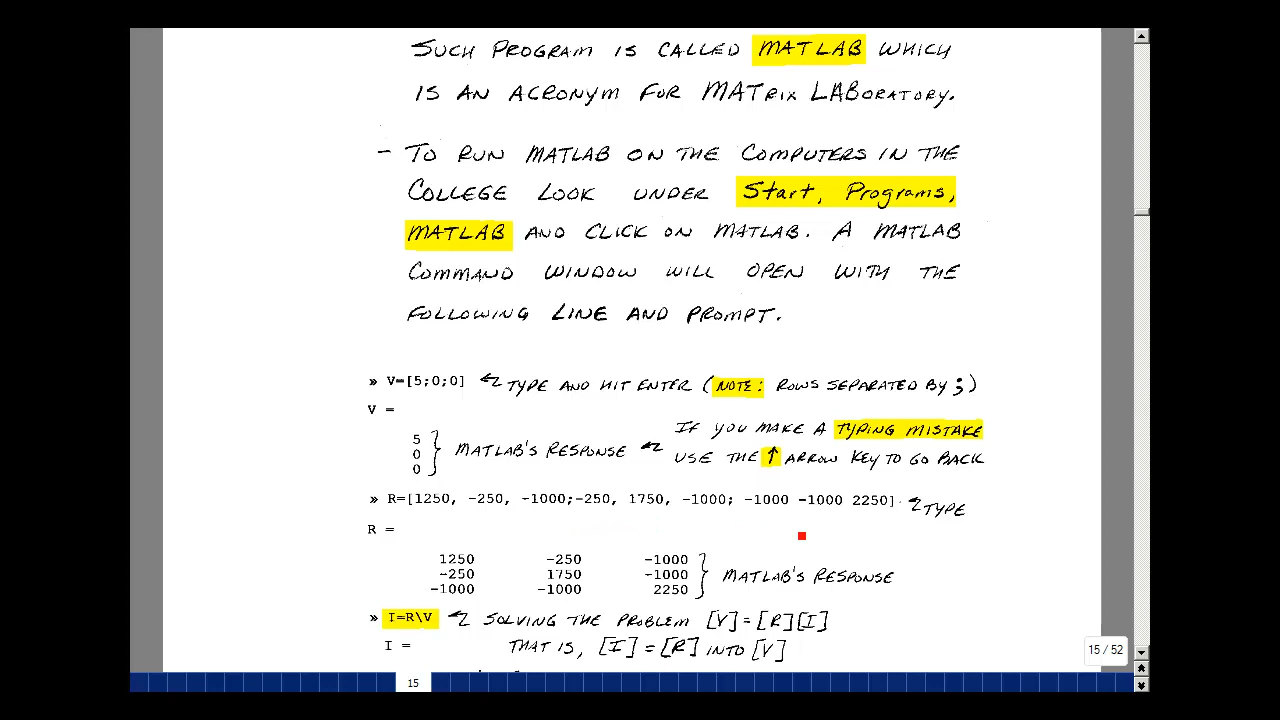 SUCH PROGRAM IS CALLED MATLAB WHICH
IS AN ACRONYM FOR MATRIX LABORATORY.
- TO RUN MATLAB ON THE COMPUTERS IN THE
COLLEGE LOOK UNDER Start, Programs,
MATLAB AND CLICK ON MATLAB. A MATLAB
COMMAND WINDOW WILL OPEN WITH THE
FOLLOWING LINE AND PROMPT.
» V=[5;0;0] ← TYPE AND HIT ENTER (NOTE: ROWS SEPARATED BY ;)
V =
IF YOU MAKE A TYPING MISTAKE
5
0 } MATLAB'S RESPONSE ← USE THE ↑ ARROW KEY TO GO BACK
0
» R=[1250, -250, -1000;-250, 1750, -1000; -1000 -1000 2250] ← TYPE
R =
1250 -250 -1000
-250 1750 -1000 } MATLAB'S RESPONSE
-1000 -1000 2250
» I=R\V ← SOLVING THE PROBLEM [V]=[R][I]
I = THAT IS, [I]=[R] INTO [V]
15 / 52
15